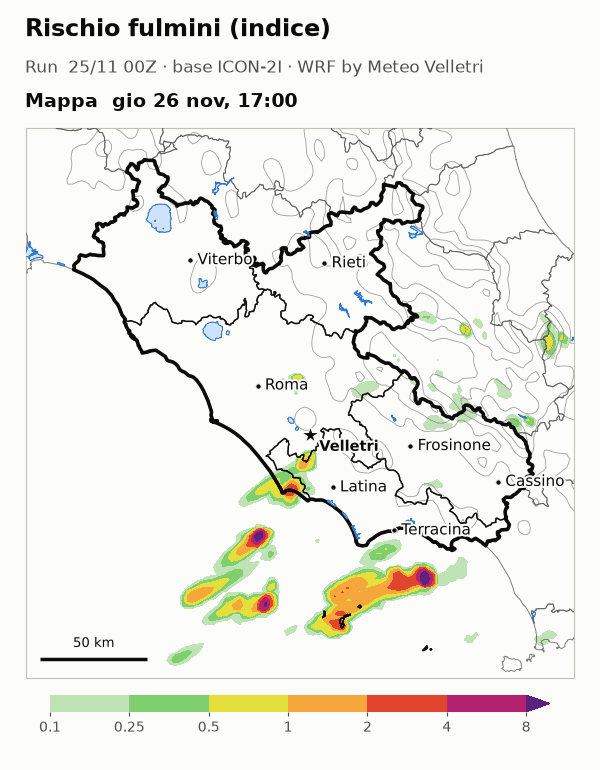 Rischio fulmini (indice)
Run  25/11 00Z · base ICON-2I · WRF by Meteo Velletri
Mappa  gio 26 nov, 17:00
Viterbo
Rieti
Roma
Velletri
Frosinone
Latina
Cassino
Terracina
50 km
0.1 0.25 0.5 1 2 4 8